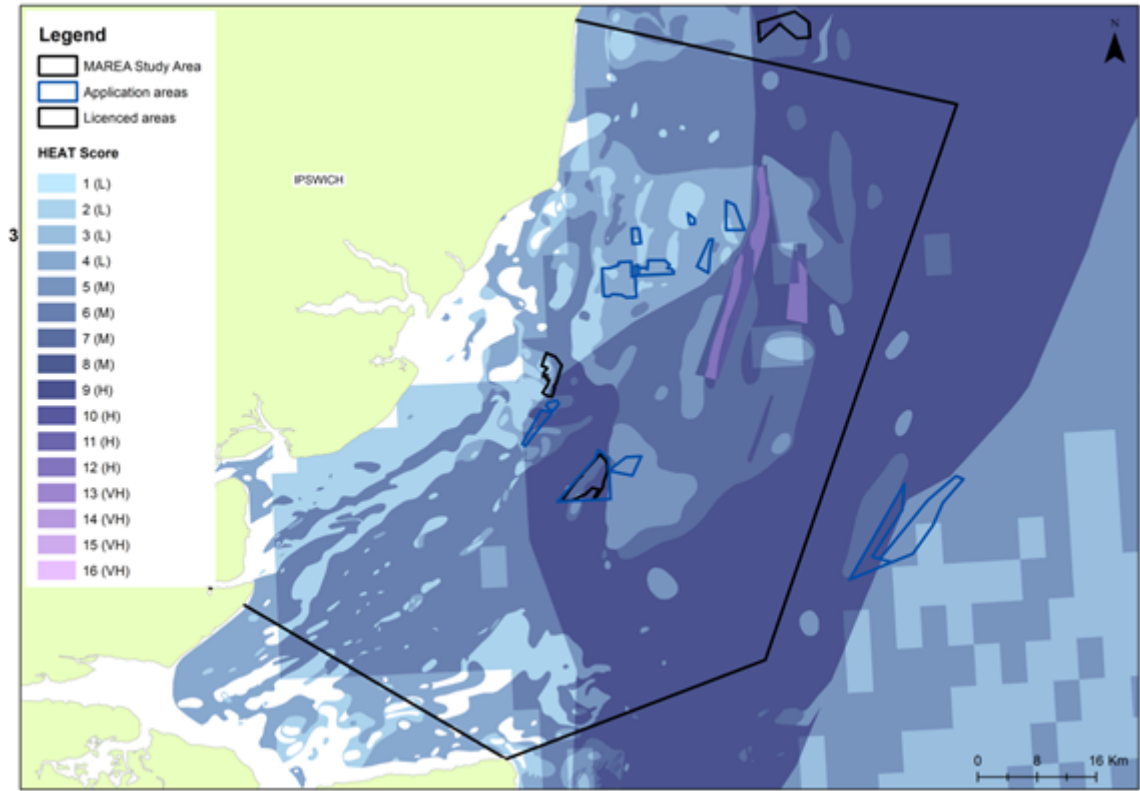 Legend
MAREA Study Area
Application areas
Licenced areas
HEAT Score
1 (L)
2 (L)
3 (L)
4 (L)
5 (M)
6 (M)
7 (M)
8 (M)
9 (H)
10 (H)
11 (H)
12 (H)
13 (VH)
14 (VH)
15 (VH)
16 (VH)
3
IPSWICH
N
0 8 16 Km